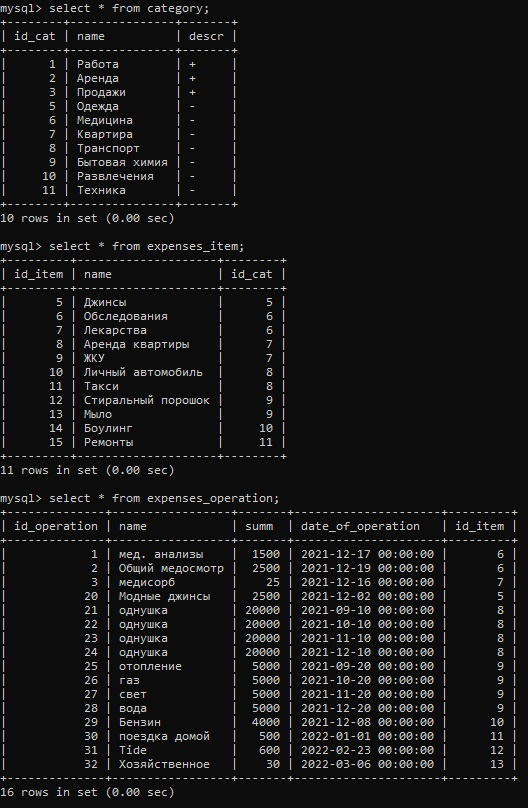 mysql> select * from category;
+--------+---------------+-------+
| id_cat | name          | descr |
+--------+---------------+-------+
|      1 | Работа        | +     |
|      2 | Аренда        | +     |
|      3 | Продажи       | +     |
|      5 | Одежда        | -     |
|      6 | Медицина      | -     |
|      7 | Квартира      | -     |
|      8 | Транспорт     | -     |
|      9 | Бытовая химия | -     |
|     10 | Развлечения   | -     |
|     11 | Техника       | -     |
+--------+---------------+-------+
10 rows in set (0.00 sec)
mysql> select * from expenses_item;
+---------+--------------------+--------+
| id_item | name               | id_cat |
+---------+--------------------+--------+
|       5 | Джинсы             |      5 |
|       6 | Обследования       |      6 |
|       7 | Лекарства          |      6 |
|       8 | Аренда квартиры    |      7 |
|       9 | ЖКУ                |      7 |
|      10 | Личный автомобиль  |      8 |
|      11 | Такси              |      8 |
|      12 | Стиральный порошок |      9 |
|      13 | Мыло               |      9 |
|      14 | Боулинг            |     10 |
|      15 | Ремонты            |     11 |
+---------+--------------------+--------+
11 rows in set (0.00 sec)
mysql> select * from expenses_operation;
+--------------+-----------------+-------+---------------------+---------+
| id_operation | name            | summ  | date_of_operation   | id_item |
+--------------+-----------------+-------+---------------------+---------+
|            1 | мед. анализы    |  1500 | 2021-12-17 00:00:00 |       6 |
|            2 | Общий медосмотр |  2500 | 2021-12-19 00:00:00 |       6 |
|            3 | медисорб        |    25 | 2021-12-16 00:00:00 |       7 |
|           20 | Модные джинсы   |  2500 | 2021-12-02 00:00:00 |       5 |
|           21 | однушка         | 20000 | 2021-09-10 00:00:00 |       8 |
|           22 | однушка         | 20000 | 2021-10-10 00:00:00 |       8 |
|           23 | однушка         | 20000 | 2021-11-10 00:00:00 |       8 |
|           24 | однушка         | 20000 | 2021-12-10 00:00:00 |       8 |
|           25 | отопление       |  5000 | 2021-09-20 00:00:00 |       9 |
|           26 | газ             |  5000 | 2021-10-20 00:00:00 |       9 |
|           27 | свет            |  5000 | 2021-11-20 00:00:00 |       9 |
|           28 | вода            |  5000 | 2021-12-20 00:00:00 |       9 |
|           29 | Бензин          |  4000 | 2021-12-08 00:00:00 |      10 |
|           30 | поездка домой   |   500 | 2022-01-01 00:00:00 |      11 |
|           31 | Tide            |   600 | 2022-02-23 00:00:00 |      12 |
|           32 | Хозяйственное   |    30 | 2022-03-06 00:00:00 |      13 |
+--------------+-----------------+-------+---------------------+---------+
16 rows in set (0.00 sec)